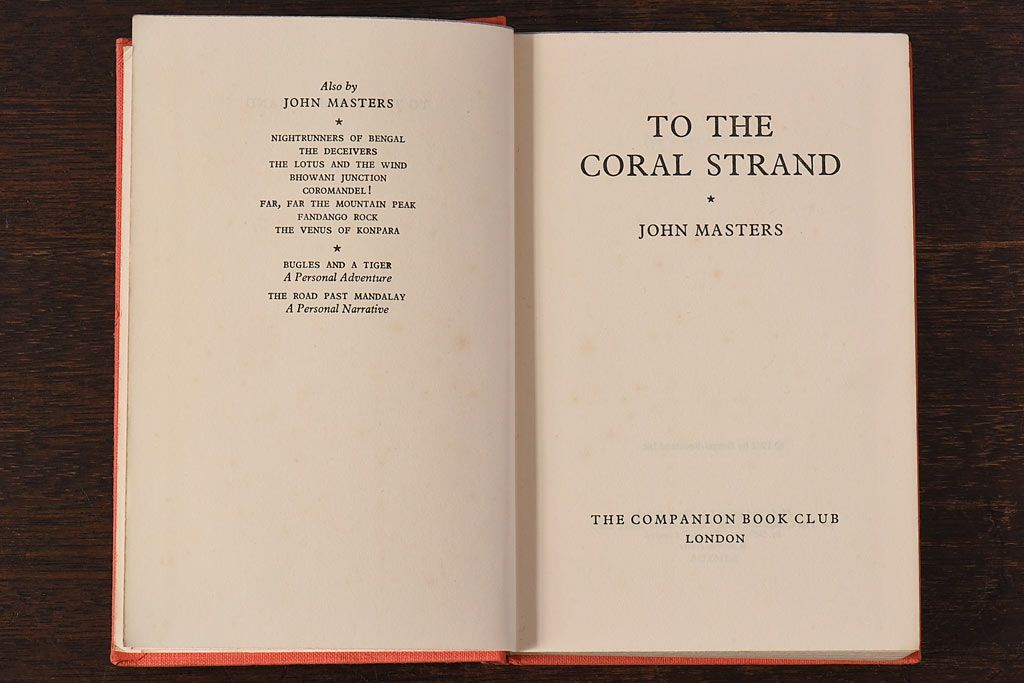 Also by
JOHN MASTERS
★
NIGHTRUNNERS OF BENGAL
THE DECEIVERS
THE LOTUS AND THE WIND
BHOWANI JUNCTION
COROMANDEL!
FAR, FAR THE MOUNTAIN PEAK
FANDANGO ROCK
THE VENUS OF KONPARA
★
BUGLES AND A TIGER
A Personal Adventure
THE ROAD PAST MANDALAY
A Personal Narrative
TO THE
CORAL STRAND
★
JOHN MASTERS
THE COMPANION BOOK CLUB
LONDON